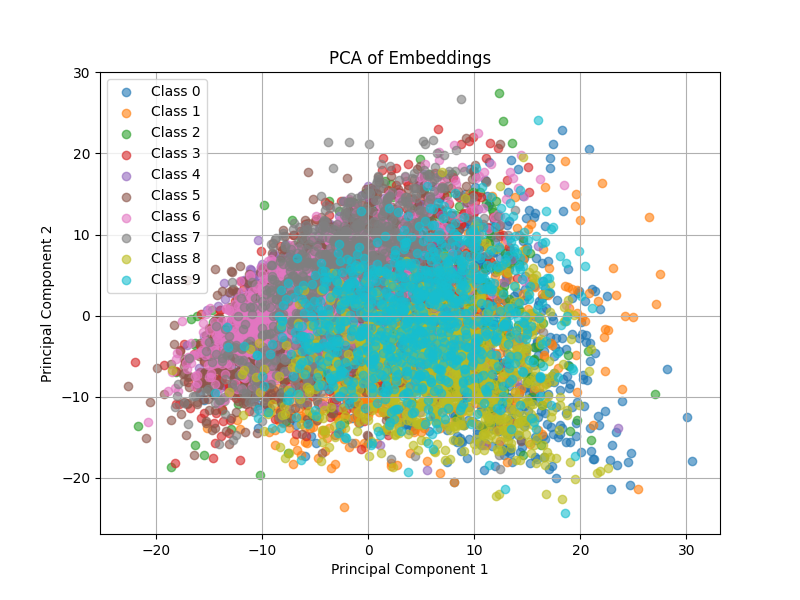 PCA of Embeddings
Class 0
Class 1
Class 2
Class 3
Class 4
Class 5
Class 6
Class 7
Class 8
Class 9
30
20
10
0
−10
−20
Principal Component 2
−20 −10 0 10 20 30
Principal Component 1